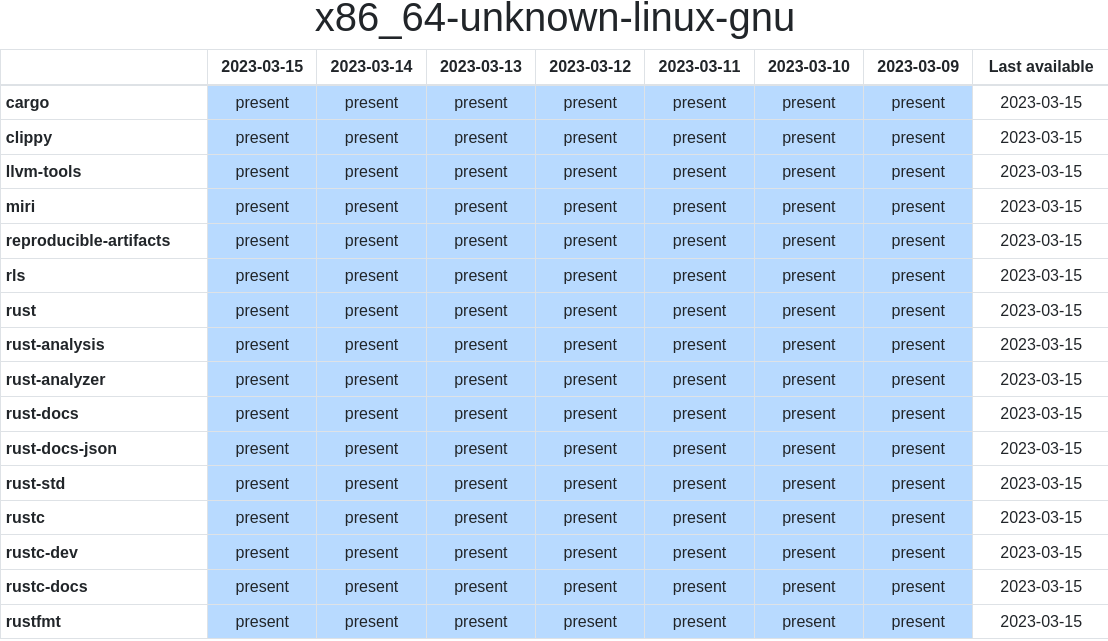 x86_64-unknown-linux-gnu
2023-03-15 2023-03-14 2023-03-13 2023-03-12 2023-03-11 2023-03-10 2023-03-09 Last available
cargo present present present present present present present 2023-03-15
clippy present present present present present present present 2023-03-15
llvm-tools present present present present present present present 2023-03-15
miri present present present present present present present 2023-03-15
reproducible-artifacts present present present present present present present 2023-03-15
rls present present present present present present present 2023-03-15
rust present present present present present present present 2023-03-15
rust-analysis present present present present present present present 2023-03-15
rust-analyzer present present present present present present present 2023-03-15
rust-docs present present present present present present present 2023-03-15
rust-docs-json present present present present present present present 2023-03-15
rust-std present present present present present present present 2023-03-15
rustc present present present present present present present 2023-03-15
rustc-dev present present present present present present present 2023-03-15
rustc-docs present present present present present present present 2023-03-15
rustfmt present present present present present present present 2023-03-15